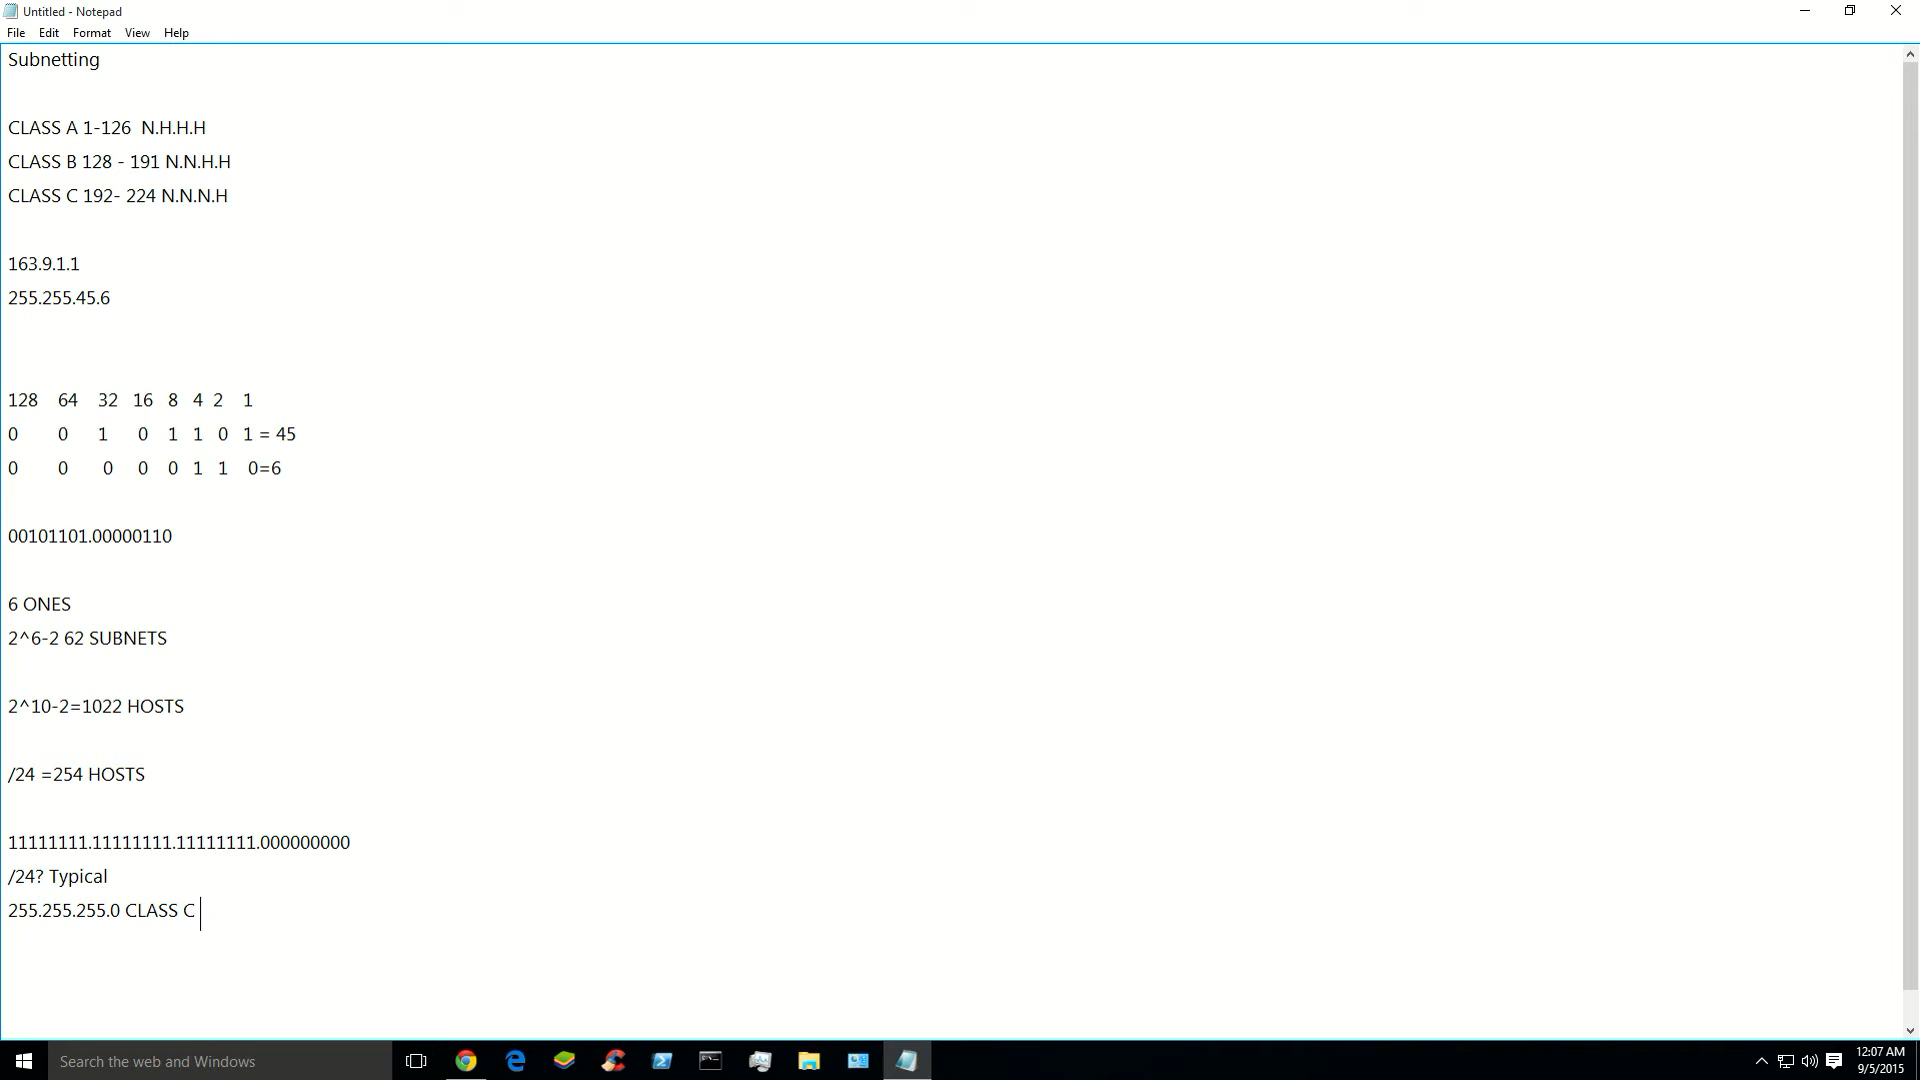 Untitled - Notepad
File Edit Format View Help
Subnetting
CLASS A 1-126  N.H.H.H
CLASS B 128 - 191 N.N.H.H
CLASS C 192- 224 N.N.N.H
163.9.1.1
255.255.45.6
128 64 32 16 8 4 2 1
0 0 1 0 1 1 0 1 = 45
0 0 0 0 0 1 1 0=6
00101101.00000110
6 ONES
2^6-2 62 SUBNETS
2^10-2=1022 HOSTS
/24 =254 HOSTS
11111111.11111111.11111111.000000000
/24? Typical
255.255.255.0 CLASS C
Search the web and Windows
12:07 AM
9/5/2015